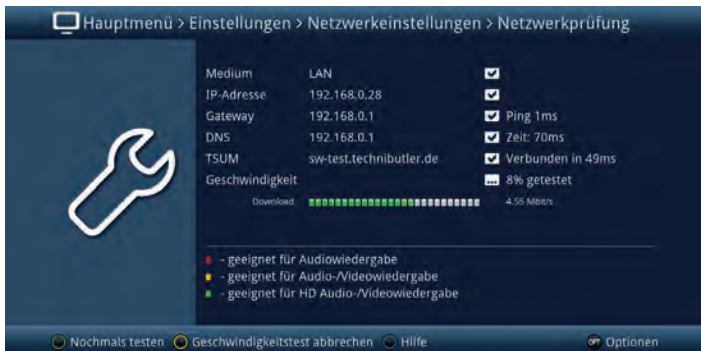 Hauptmenü > Einstellungen > Netzwerkeinstellungen > Netzwerkprüfung
Medium LAN
IP-Adresse 192.168.0.28
Gateway 192.168.0.1 Ping 1ms
DNS 192.168.0.1 Zeit: 70ms
TSUM sw-test.technibutler.de Verbunden in 49ms
Geschwindigkeit ... 8% getestet
Download 4.55 Mbit/s
- geeignet für Audiowiedergabe
- geeignet für Audio-/Videowiedergabe
- geeignet für HD Audio-/Videowiedergabe
Nochmals testen Geschwindigkeitstest abbrechen Hilfe OPT Optionen